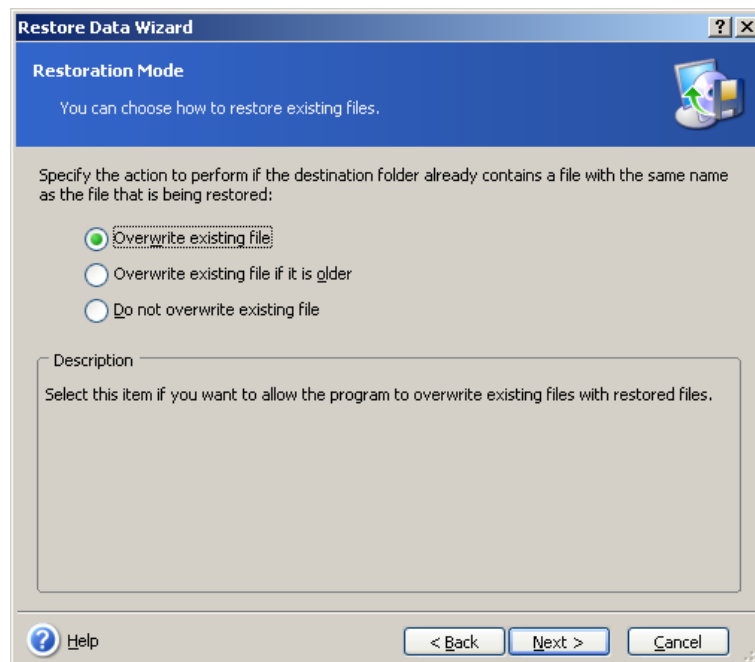 Restore Data Wizard
Restoration Mode
You can choose how to restore existing files.
Specify the action to perform if the destination folder already contains a file with the same name
as the file that is being restored:
Overwrite existing file
Overwrite existing file if it is older
Do not overwrite existing file
Description
Select this item if you want to allow the program to overwrite existing files with restored files.
Help
< Back
Next >
Cancel